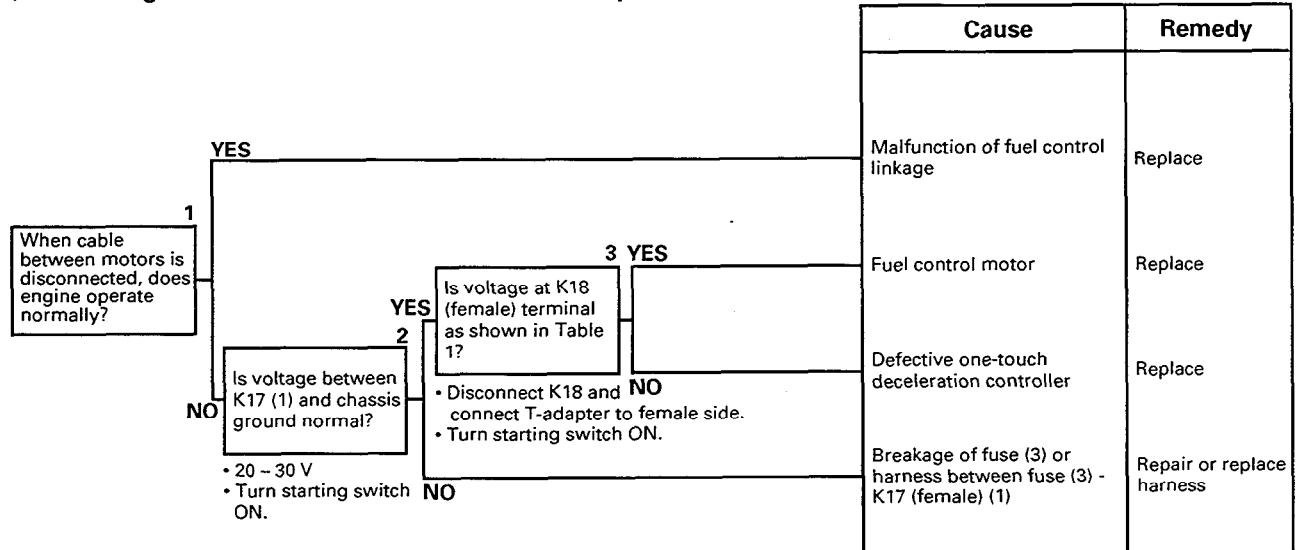 Cause
Remedy
YES
Malfunction of fuel control
linkage
Replace
1
When cable
between motors is
disconnected, does
engine operate
normally?
3 YES
Fuel control motor
Replace
Is voltage at K18
(female) terminal
as shown in Table
1?
YES
2
Is voltage between
K17 (1) and chassis
ground normal?
NO
• Disconnect K18 and
connect T-adapter to female side.
• Turn starting switch ON.
NO
Defective one-touch
deceleration controller
Replace
• 20 ~ 30 V
• Turn starting switch
ON.
NO
Breakage of fuse (3) or
harness between fuse (3) -
K17 (female) (1)
Repair or replace
harness